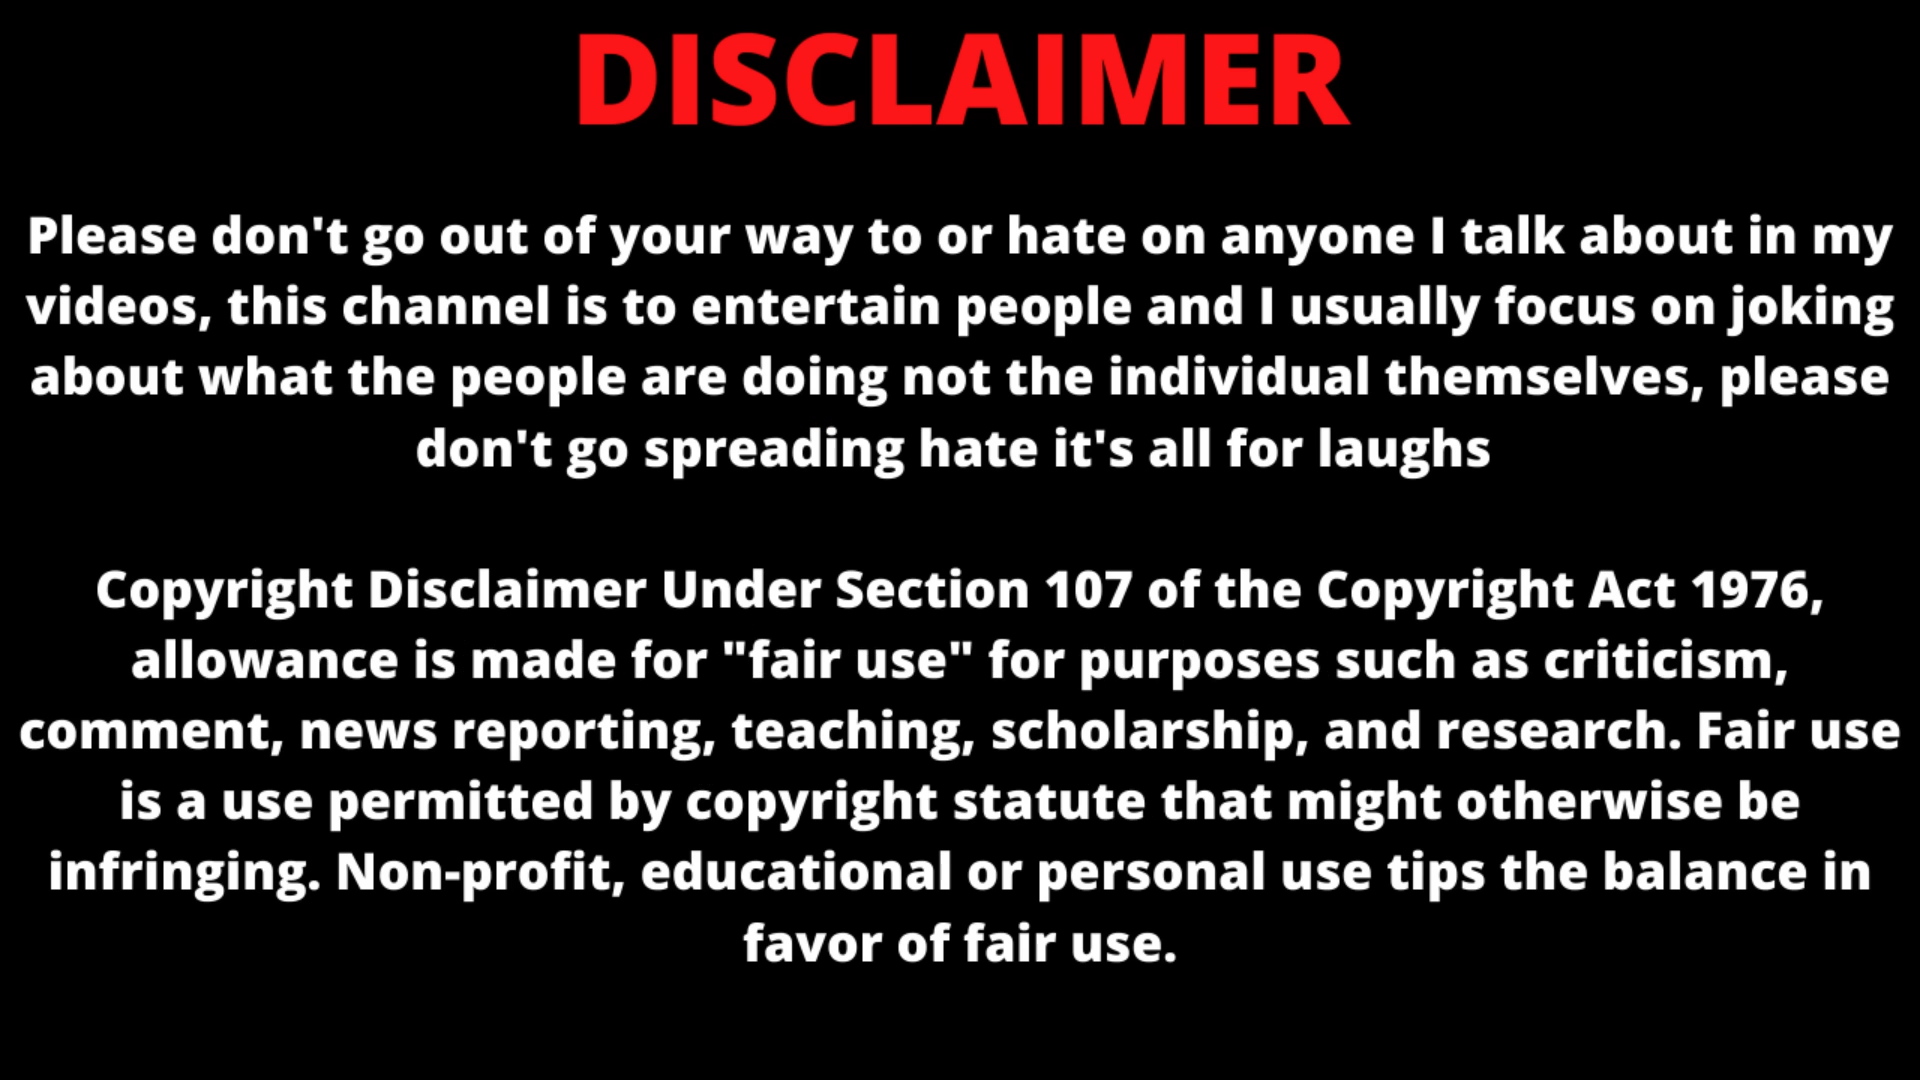 DISCLAIMER
Please don't go out of your way to or hate on anyone I talk about in my
videos, this channel is to entertain people and I usually focus on joking
about what the people are doing not the individual themselves, please
don't go spreading hate it's all for laughs
Copyright Disclaimer Under Section 107 of the Copyright Act 1976,
allowance is made for "fair use" for purposes such as criticism,
comment, news reporting, teaching, scholarship, and research. Fair use
is a use permitted by copyright statute that might otherwise be
infringing. Non-profit, educational or personal use tips the balance in
favor of fair use.